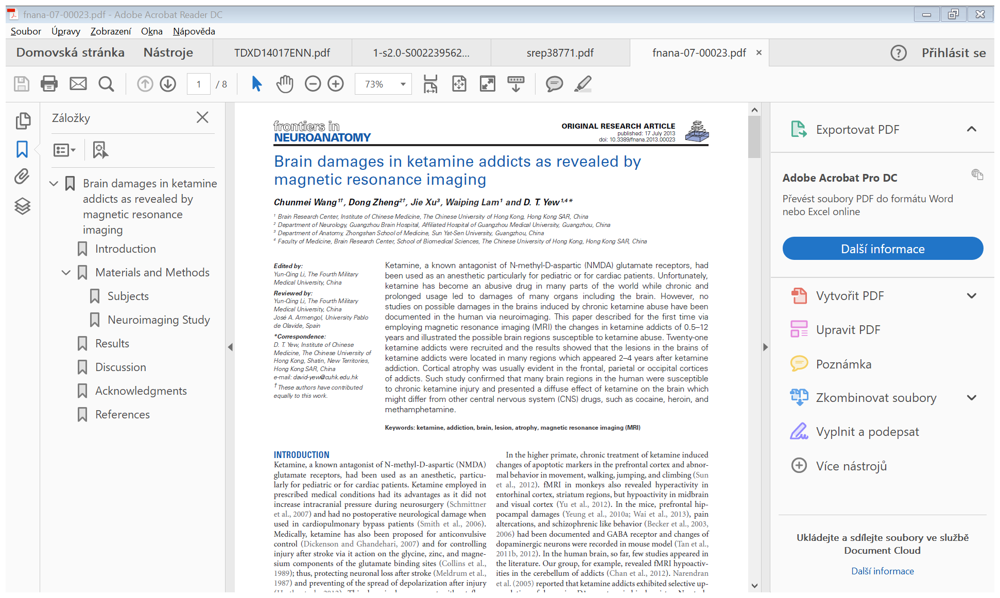 fnana-07-00023.pdf - Adobe Acrobat Reader DC
Soubor Úpravy Zobrazení Okna Nápověda
Domovská stránka Nástroje TDXD14017ENN.pdf 1-s2.0-S002239562... srep38771.pdf fnana-07-00023.pdf × ? Přihlásit se
1 / 8 73%
Záložky
Brain damages in ketamine
addicts as revealed by
magnetic resonance
imaging
Introduction
Materials and Methods
Subjects
Neuroimaging Study
Results
Discussion
Acknowledgments
References
frontiers in
NEUROANATOMY
ORIGINAL RESEARCH ARTICLE
published: 17 July 2013
doi: 10.3389/fnana.2013.00023
Brain damages in ketamine addicts as revealed by
magnetic resonance imaging
Chunmei Wang1†, Dong Zheng2†, Jie Xu3, Waiping Lam1 and D. T. Yew1,4*
1 Brain Research Center, Institute of Chinese Medicine, The Chinese University of Hong Kong, Hong Kong SAR, China
2 Department of Neurology, Guangzhou Brain Hospital, Affiliated Hospital of Guangzhou Medical University, Guangzhou, China
3 Department of Anatomy, Zhongshan School of Medicine, Sun Yat-Sen University, Guangzhou, China
4 Faculty of Medicine, Brain Research Center, School of Biomedical Sciences, The Chinese University of Hong Kong, Hong Kong SAR, China
Edited by:
Yun-Qing Li, The Fourth Military
Medical University, China
Reviewed by:
Yun-Qing Li, The Fourth Military
Medical University, China
José A. Armengol, University Pablo
de Olavide, Spain
*Correspondence:
D. T. Yew, Institute of Chinese
Medicine, The Chinese University of
Hong Kong, Shatin, New Territories,
Hong Kong SAR, China
e-mail: david-yew@cuhk.edu.hk
† These authors have contributed
equally to this work.
Ketamine, a known antagonist of N-methyl-D-aspartic (NMDA) glutamate receptors, had
been used as an anesthetic particularly for pediatric or for cardiac patients. Unfortunately,
ketamine has become an abusive drug in many parts of the world while chronic and
prolonged usage led to damages of many organs including the brain. However, no
studies on possible damages in the brains induced by chronic ketamine abuse have been
documented in the human via neuroimaging. This paper described for the first time via
employing magnetic resonance imaging (MRI) the changes in ketamine addicts of 0.5–12
years and illustrated the possible brain regions susceptible to ketamine abuse. Twenty-one
ketamine addicts were recruited and the results showed that the lesions in the brains of
ketamine addicts were located in many regions which appeared 2–4 years after ketamine
addiction. Cortical atrophy was usually evident in the frontal, parietal or occipital cortices
of addicts. Such study confirmed that many brain regions in the human were susceptible
to chronic ketamine injury and presented a diffuse effect of ketamine on the brain which
might differ from other central nervous system (CNS) drugs, such as cocaine, heroin, and
methamphetamine.
Keywords: ketamine, addiction, brain, lesion, atrophy, magnetic resonance imaging (MRI)
INTRODUCTION
Ketamine, a known antagonist of N-methyl-D-aspartic (NMDA)
glutamate receptors, had been used as an anesthetic, particu-
larly for pediatric or for cardiac patients. Ketamine employed in
prescribed medical conditions had its advantages as it did not
increase intracranial pressure during neurosurgery (Schmittner
et al., 2007) and had no postoperative neurological damage when
used in cardiopulmonary bypass patients (Smith et al., 2006).
Medically, ketamine has also been proposed for anticonvulsive
control (Dickenson and Ghandehari, 2007) and for controlling
injury after stroke via it action on the glycine, zinc, and magne-
sium components of the glutamate binding sites (Collins et al.,
1989); thus, protecting neuronal loss after stroke (Meldrum et al.,
1987) and preventing of the spread of depolarization after injury
In the higher primate, chronic treatment of ketamine induced
changes of apoptotic markers in the prefrontal cortex and abnor-
mal behavior in movement, walking, jumping, and climbing (Sun
et al., 2012). fMRI in monkeys also revealed hyperactivity in
entorhinal cortex, striatum regions, but hypoactivity in midbrain
and visual cortex (Yu et al., 2012). In the mice, prefrontal hip-
pocampal damages (Yeung et al., 2010a; Wai et al., 2013), pain
altercations, and schizophrenic like behavior (Becker et al., 2003,
2006) had been documented and GABA receptor and changes of
dopaminergic neurons were recorded in mouse model (Tan et al.,
2011b, 2012). In the human brain, so far, few studies appeared in
the literature. Our group, for example, revealed fMRI hypoactiv-
ities in the cerebellum of addicts (Chan et al., 2012). Narendran
et al. (2005) reported that ketamine addicts exhibited selective up-
Exportovat PDF
Adobe Acrobat Pro DC
Převést soubory PDF do formátu Word
nebo Excel online
Další informace
Vytvořit PDF
Upravit PDF
Poznámka
Zkombinovat soubory
Vyplnit a podepsat
Více nástrojů
Ukládejte a sdílejte soubory ve službě
Document Cloud
Další informace